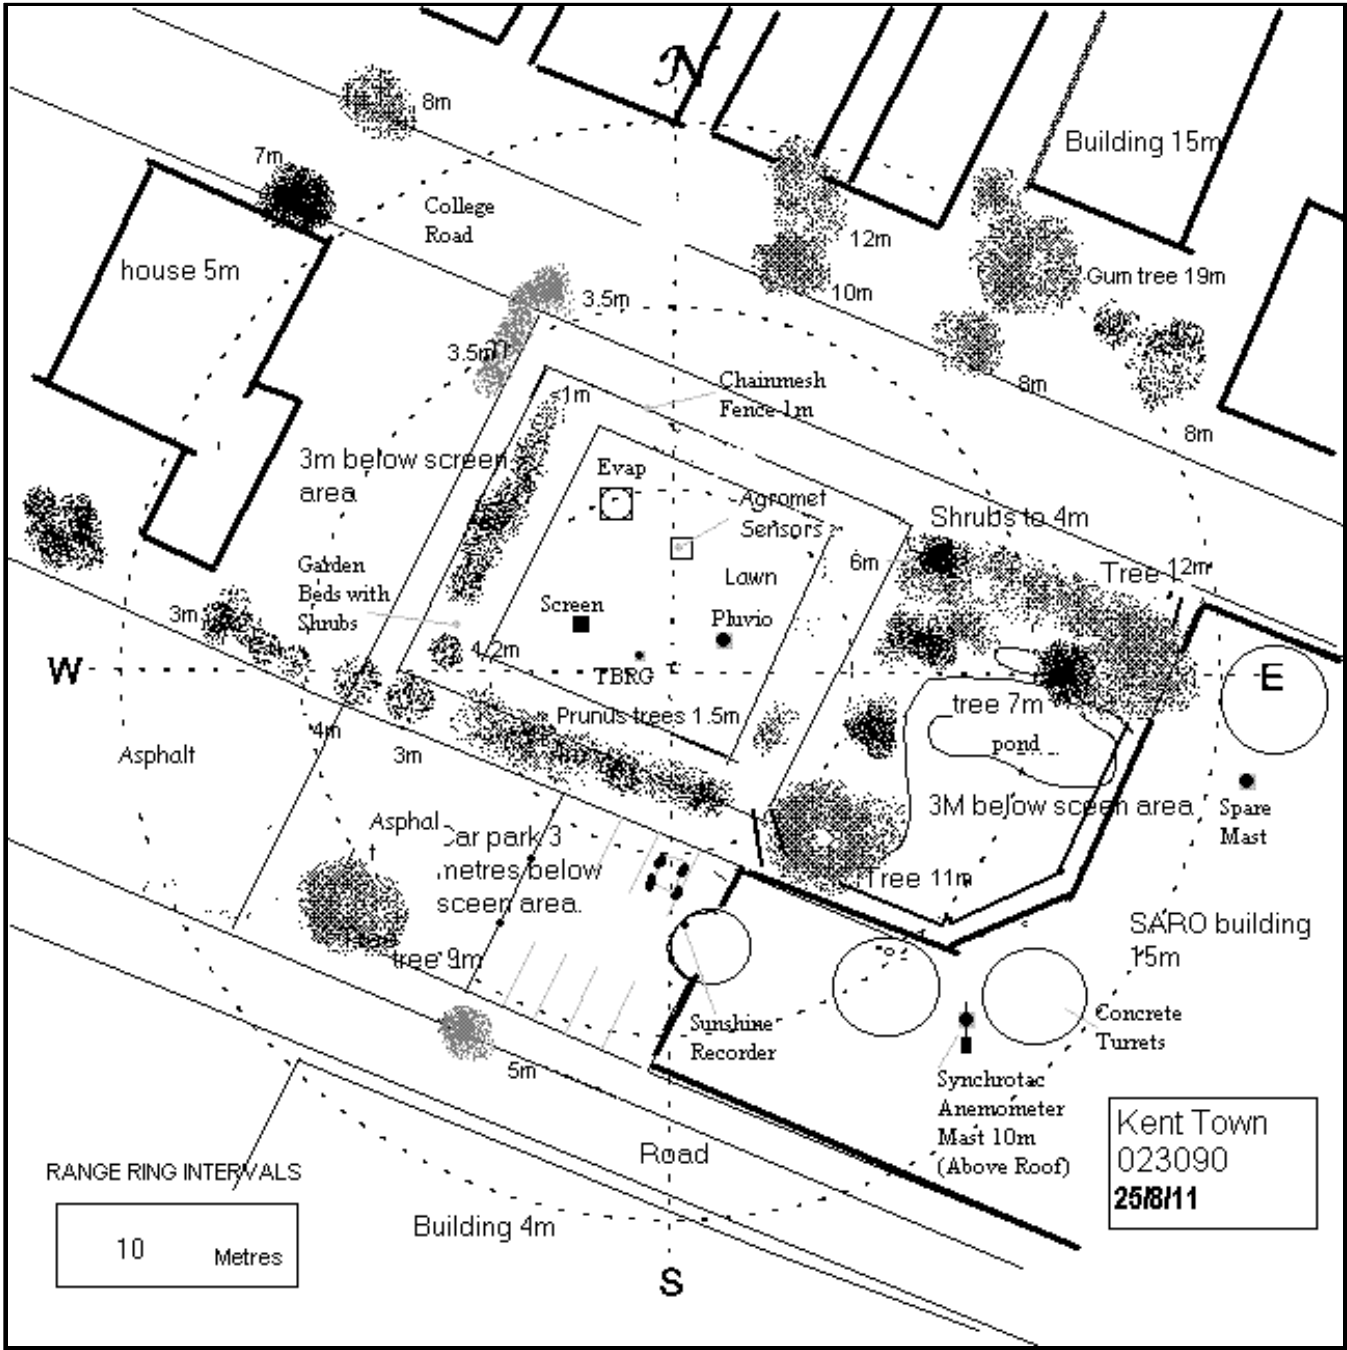 N
8m
7m
Building 15m
College
Road
12m
house 5m
Gum tree 19m
10m
3.5m
3.5m
Chainmesh
Fence 1m
8m
1m
8m
3m below screen
area
Evap
Agromet
Sensors
Shrubs to 4m
6m
Tree 12m
Garden
Beds with
Shrubs
Lawn
Screen
Pluvio
3m
4.2m
W
TBRG
E
tree 7m
Prunus trees 1.5m
4m
pond
3m
Asphalt
3M below sceen area
Spare
Mast
Asphal
t
Car park 3
metres below
sceen area.
Tree 11m
SARO building
15m
tree 9m
Sunshine
Recorder
Concrete
Turrets
5m
Synchrotac
Anemometer
Mast 10m
(Above Roof)
Kent Town
023090
25/8/11
Road
RANGE RING INTERVALS
10 Metres
Building 4m
S